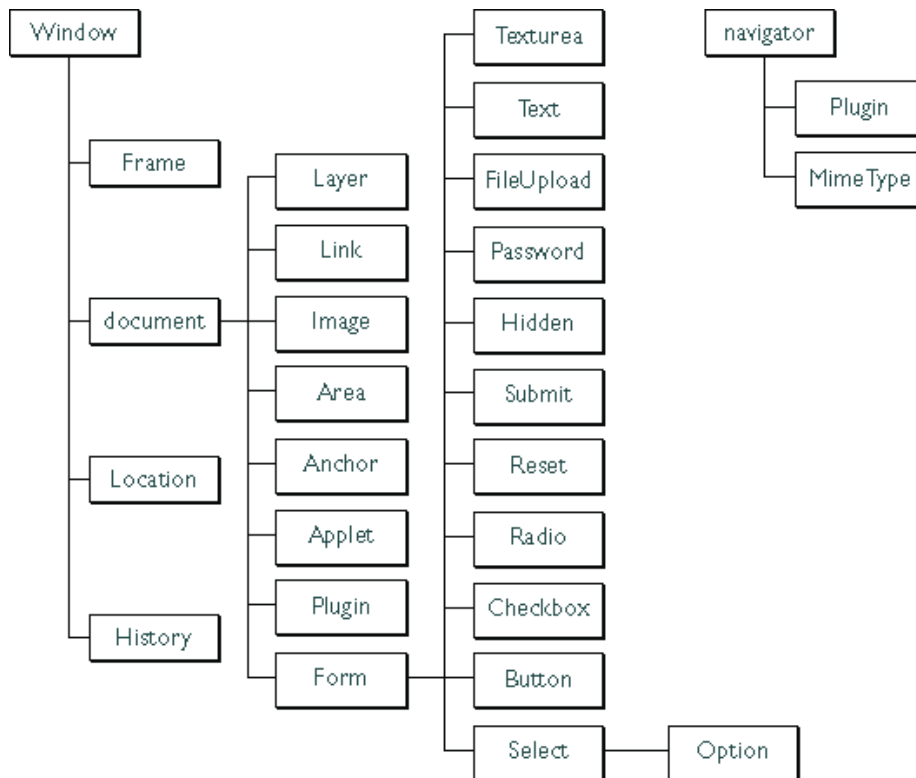 Window
Frame
document
Location
History
Layer
Link
Image
Area
Anchor
Applet
Plugin
Form
Texturea
Text
FileUpload
Password
Hidden
Submit
Reset
Radio
Checkbox
Button
Select
Option
navigator
Plugin
MimeType